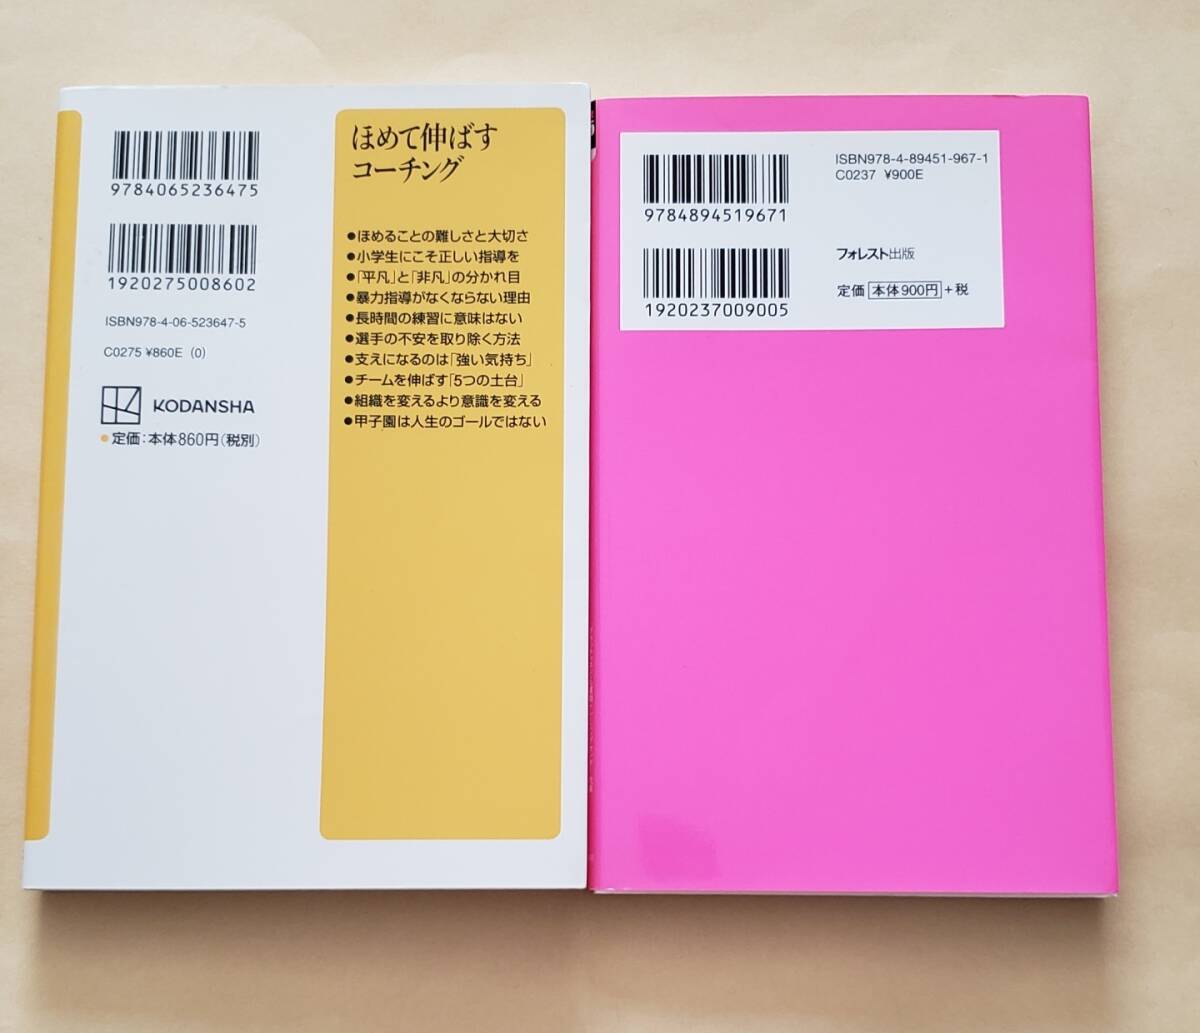 9784065236475
1920275008602
ISBN978-4-06-523647-5
C0275 ¥860E (0)
KODANSHA
●定価:本体860円(税別)
ほめて伸ばす
コーチング
●ほめることの難しさと大切さ
●小学生にこそ正しい指導を
●「平凡」と「非凡」の分かれ目
●暴力指導がなくならない理由
●長時間の練習に意味はない
●選手の不安を取り除く方法
●支えになるのは「強い気持ち」
●チームを伸ばす「5つの土台」
●組織を変えるより意識を変える
●甲子園は人生のゴールではない
9784894519671
1920237009005
ISBN978-4-89451-967-1
C0237 ¥900E
フォレスト出版
定価 本体900円+税